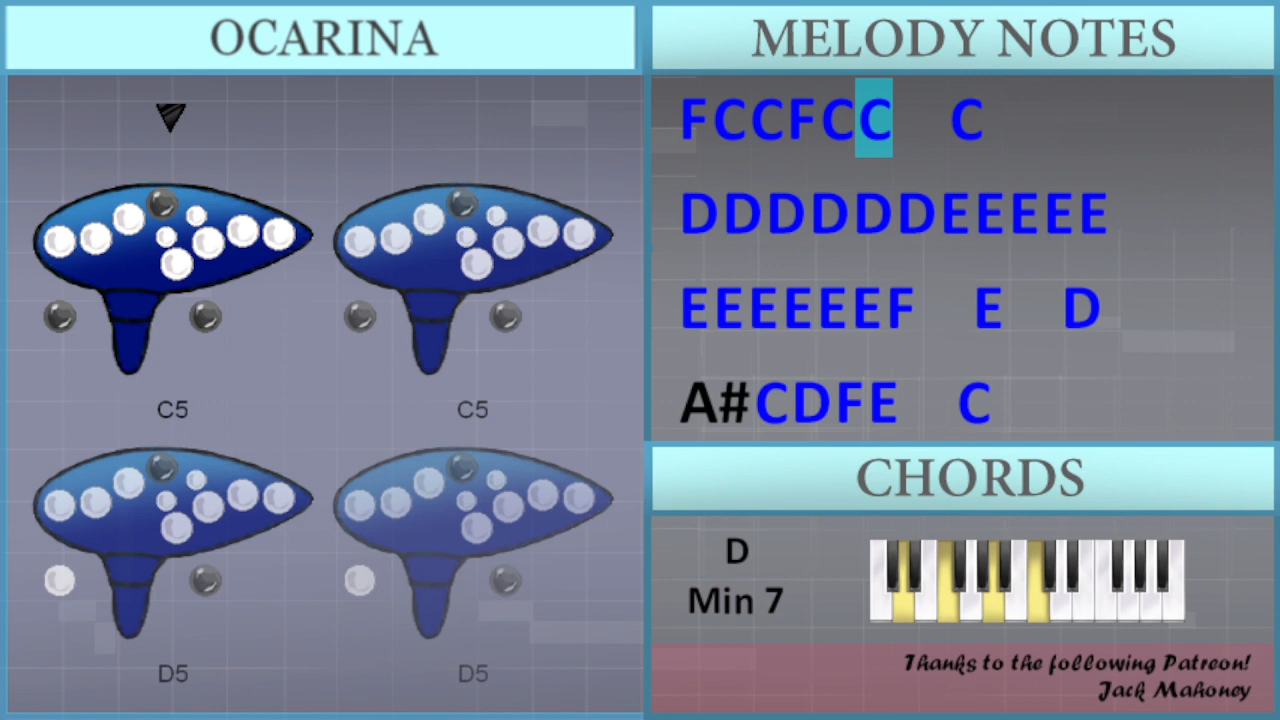 OCARINA
C5 C5
D5 D5
MELODY NOTES
FCCFCC C
DDDDDDEEEEE
EEEEEEF E D
A#CDFE C
CHORDS
D
Min 7
Thanks to the following Patreon!
Jack Mahoney